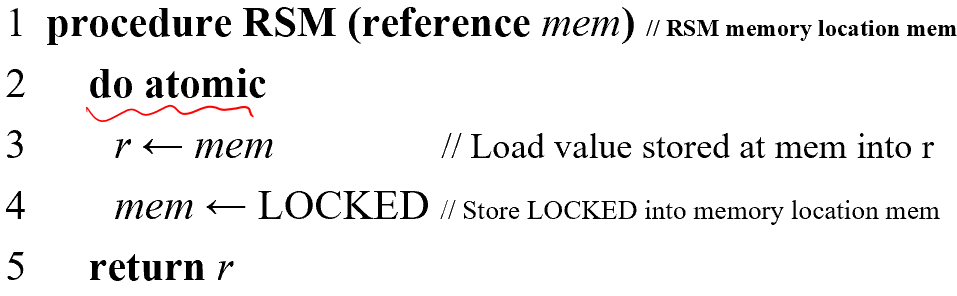 1 procedure RSM (reference mem) // RSM memory location mem
2 do atomic
3 r ← mem // Load value stored at mem into r
4 mem ← LOCKED // Store LOCKED into memory location mem
5 return r